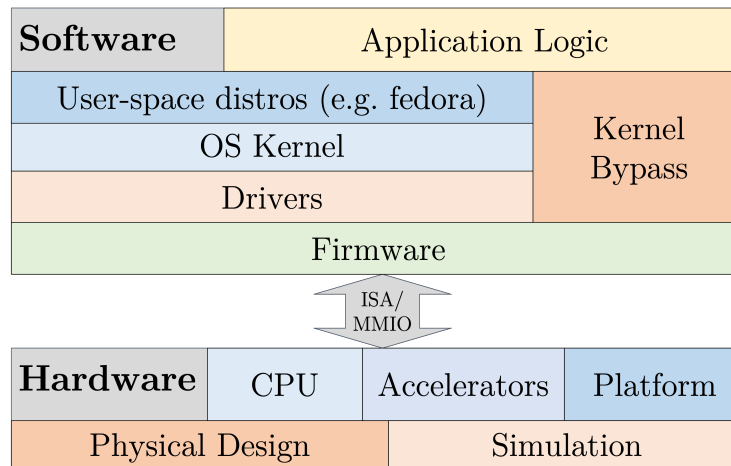 Software
Application Logic
User-space distros (e.g. fedora)
Kernel
Bypass
OS Kernel
Drivers
Firmware
ISA/
MMIO
Hardware
CPU
Accelerators
Platform
Physical Design
Simulation